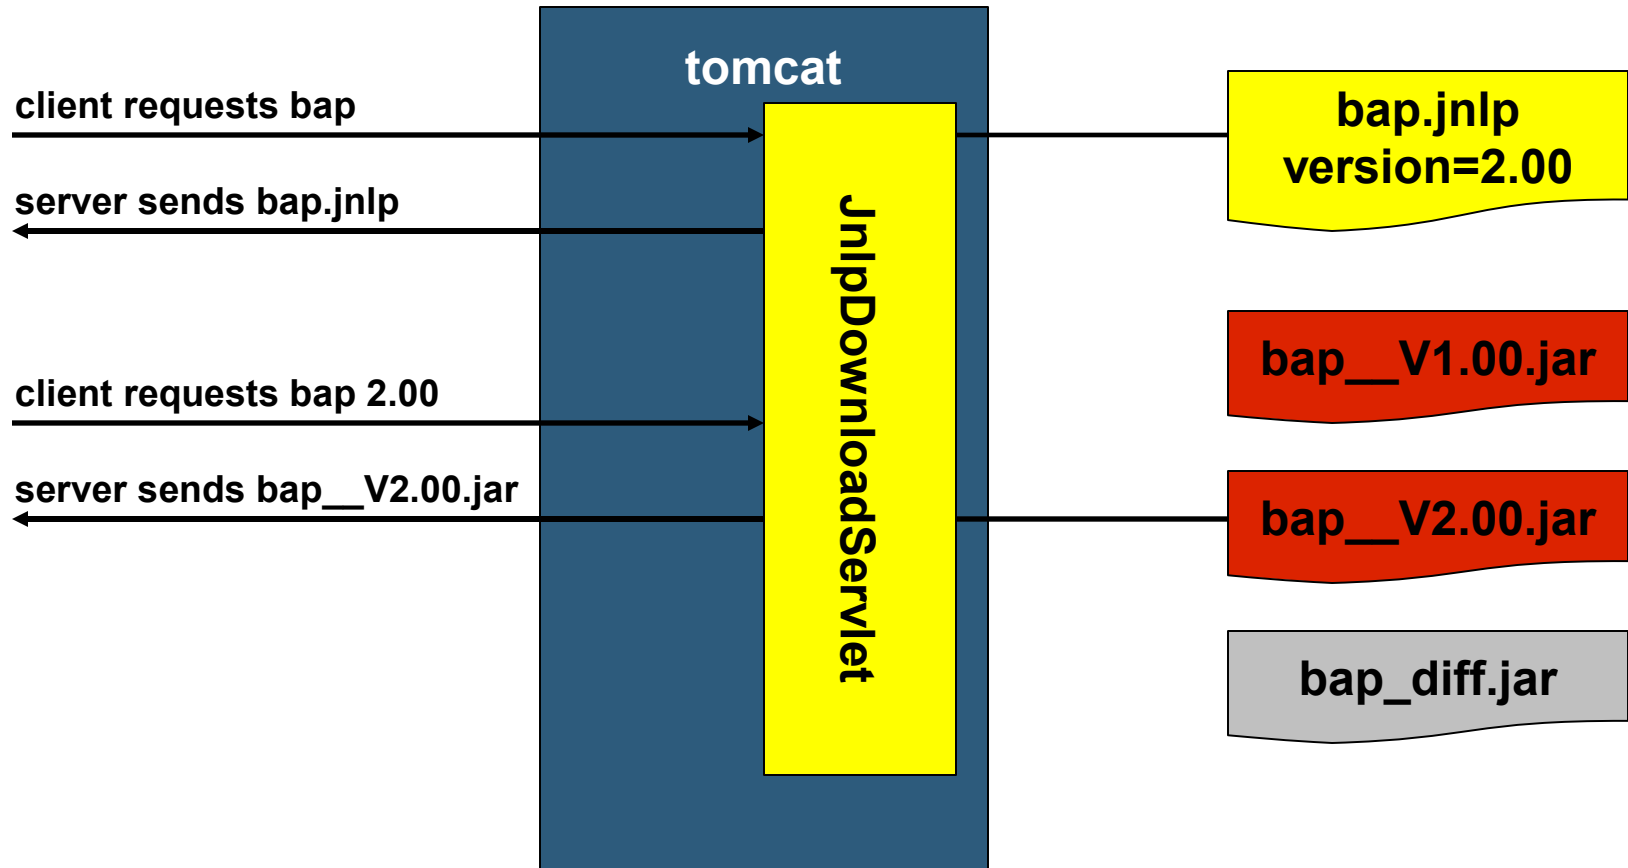 tomcat
client requests bap
server sends bap.jnlp
client requests bap 2.00
server sends bap__V2.00.jar
JnlpDownloadServlet
bap.jnlp
version=2.00
bap__V1.00.jar
bap__V2.00.jar
bap_diff.jar